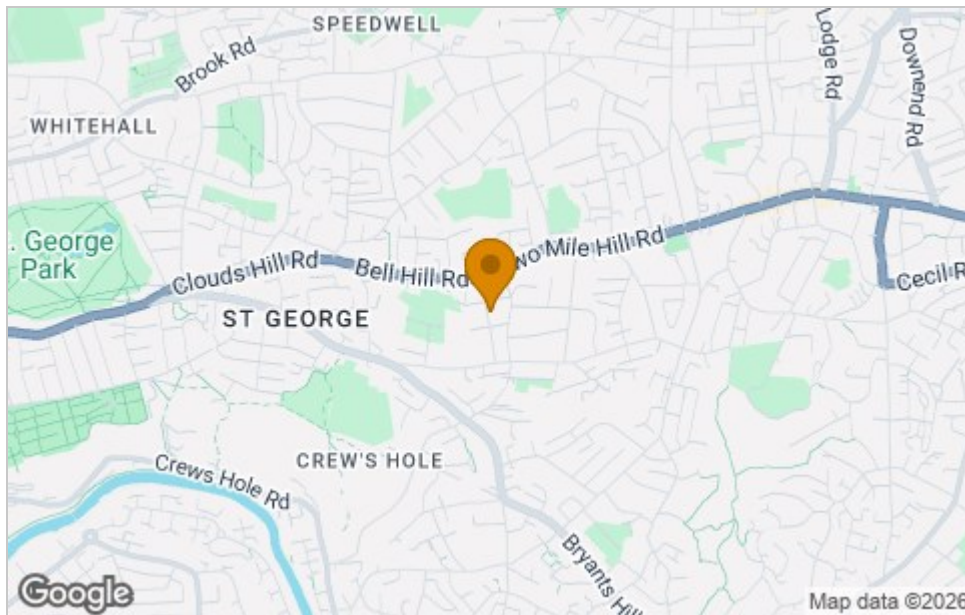 SPEEDWELL
Brook Rd
Lodge Rd
Downend Rd
WHITEHALL
. George
Park
Clouds Hill Rd
Bell Hill Rd
wo Mile Hill Rd
Cecil R
ST GEORGE
CREW'S HOLE
Crews Hole Rd
Bryants Hil
Google
Map data ©2026